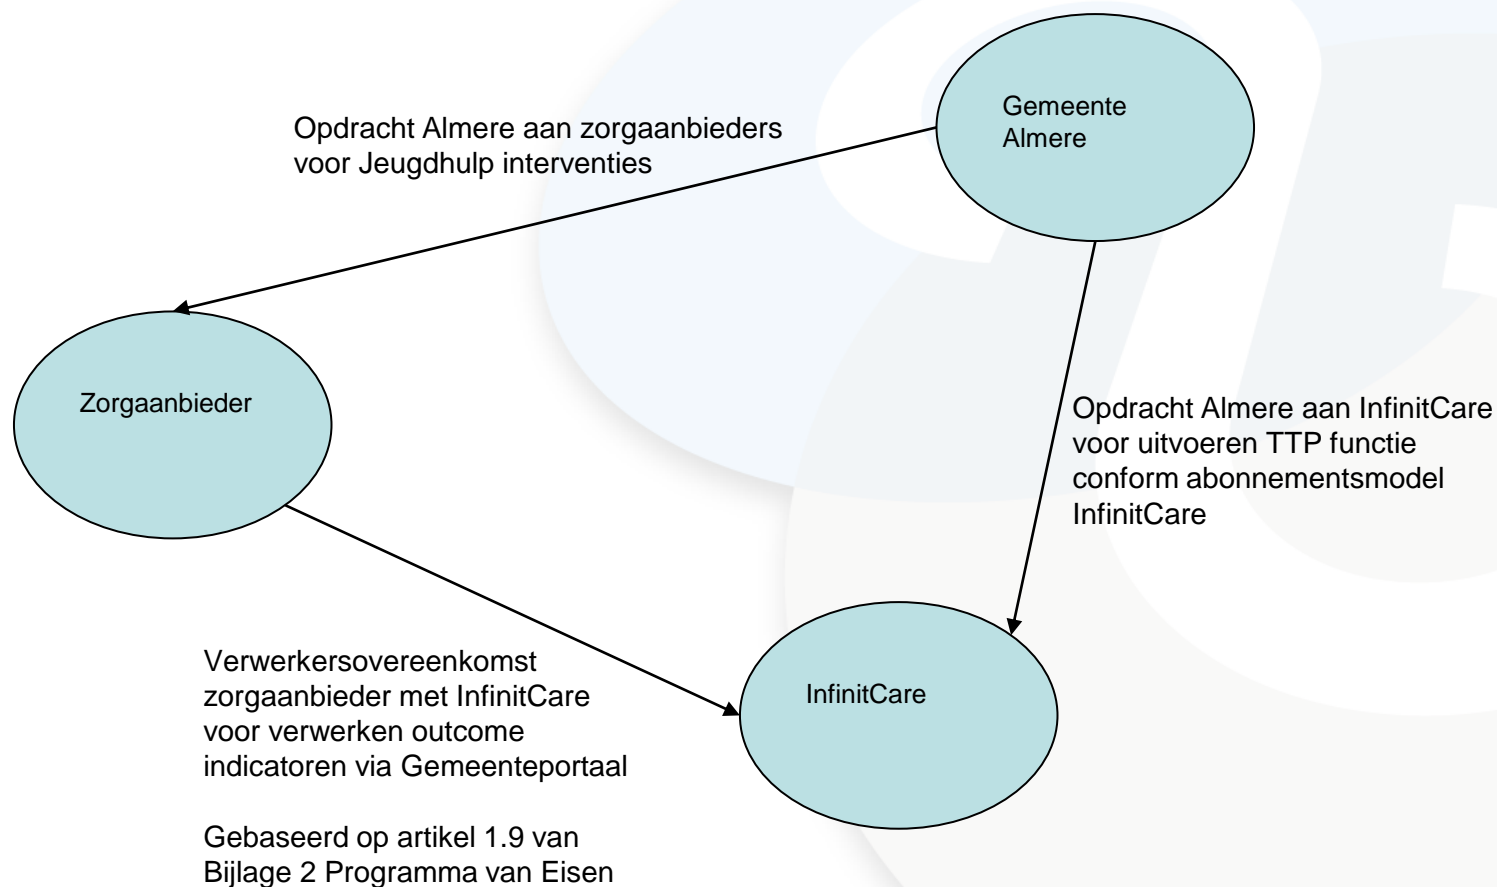 Gemeente
Almere
Opdracht Almere aan zorgaanbieders
voor Jeugdhulp interventies
Zorgaanbieder
Opdracht Almere aan InfinitCare
voor uitvoeren TTP functie
conform abonnementsmodel
InfinitCare
Verwerkersovereenkomst
zorgaanbieder met InfinitCare
voor verwerken outcome
indicatoren via Gemeenteportaal
Gebaseerd op artikel 1.9 van
Bijlage 2 Programma van Eisen
InfinitCare